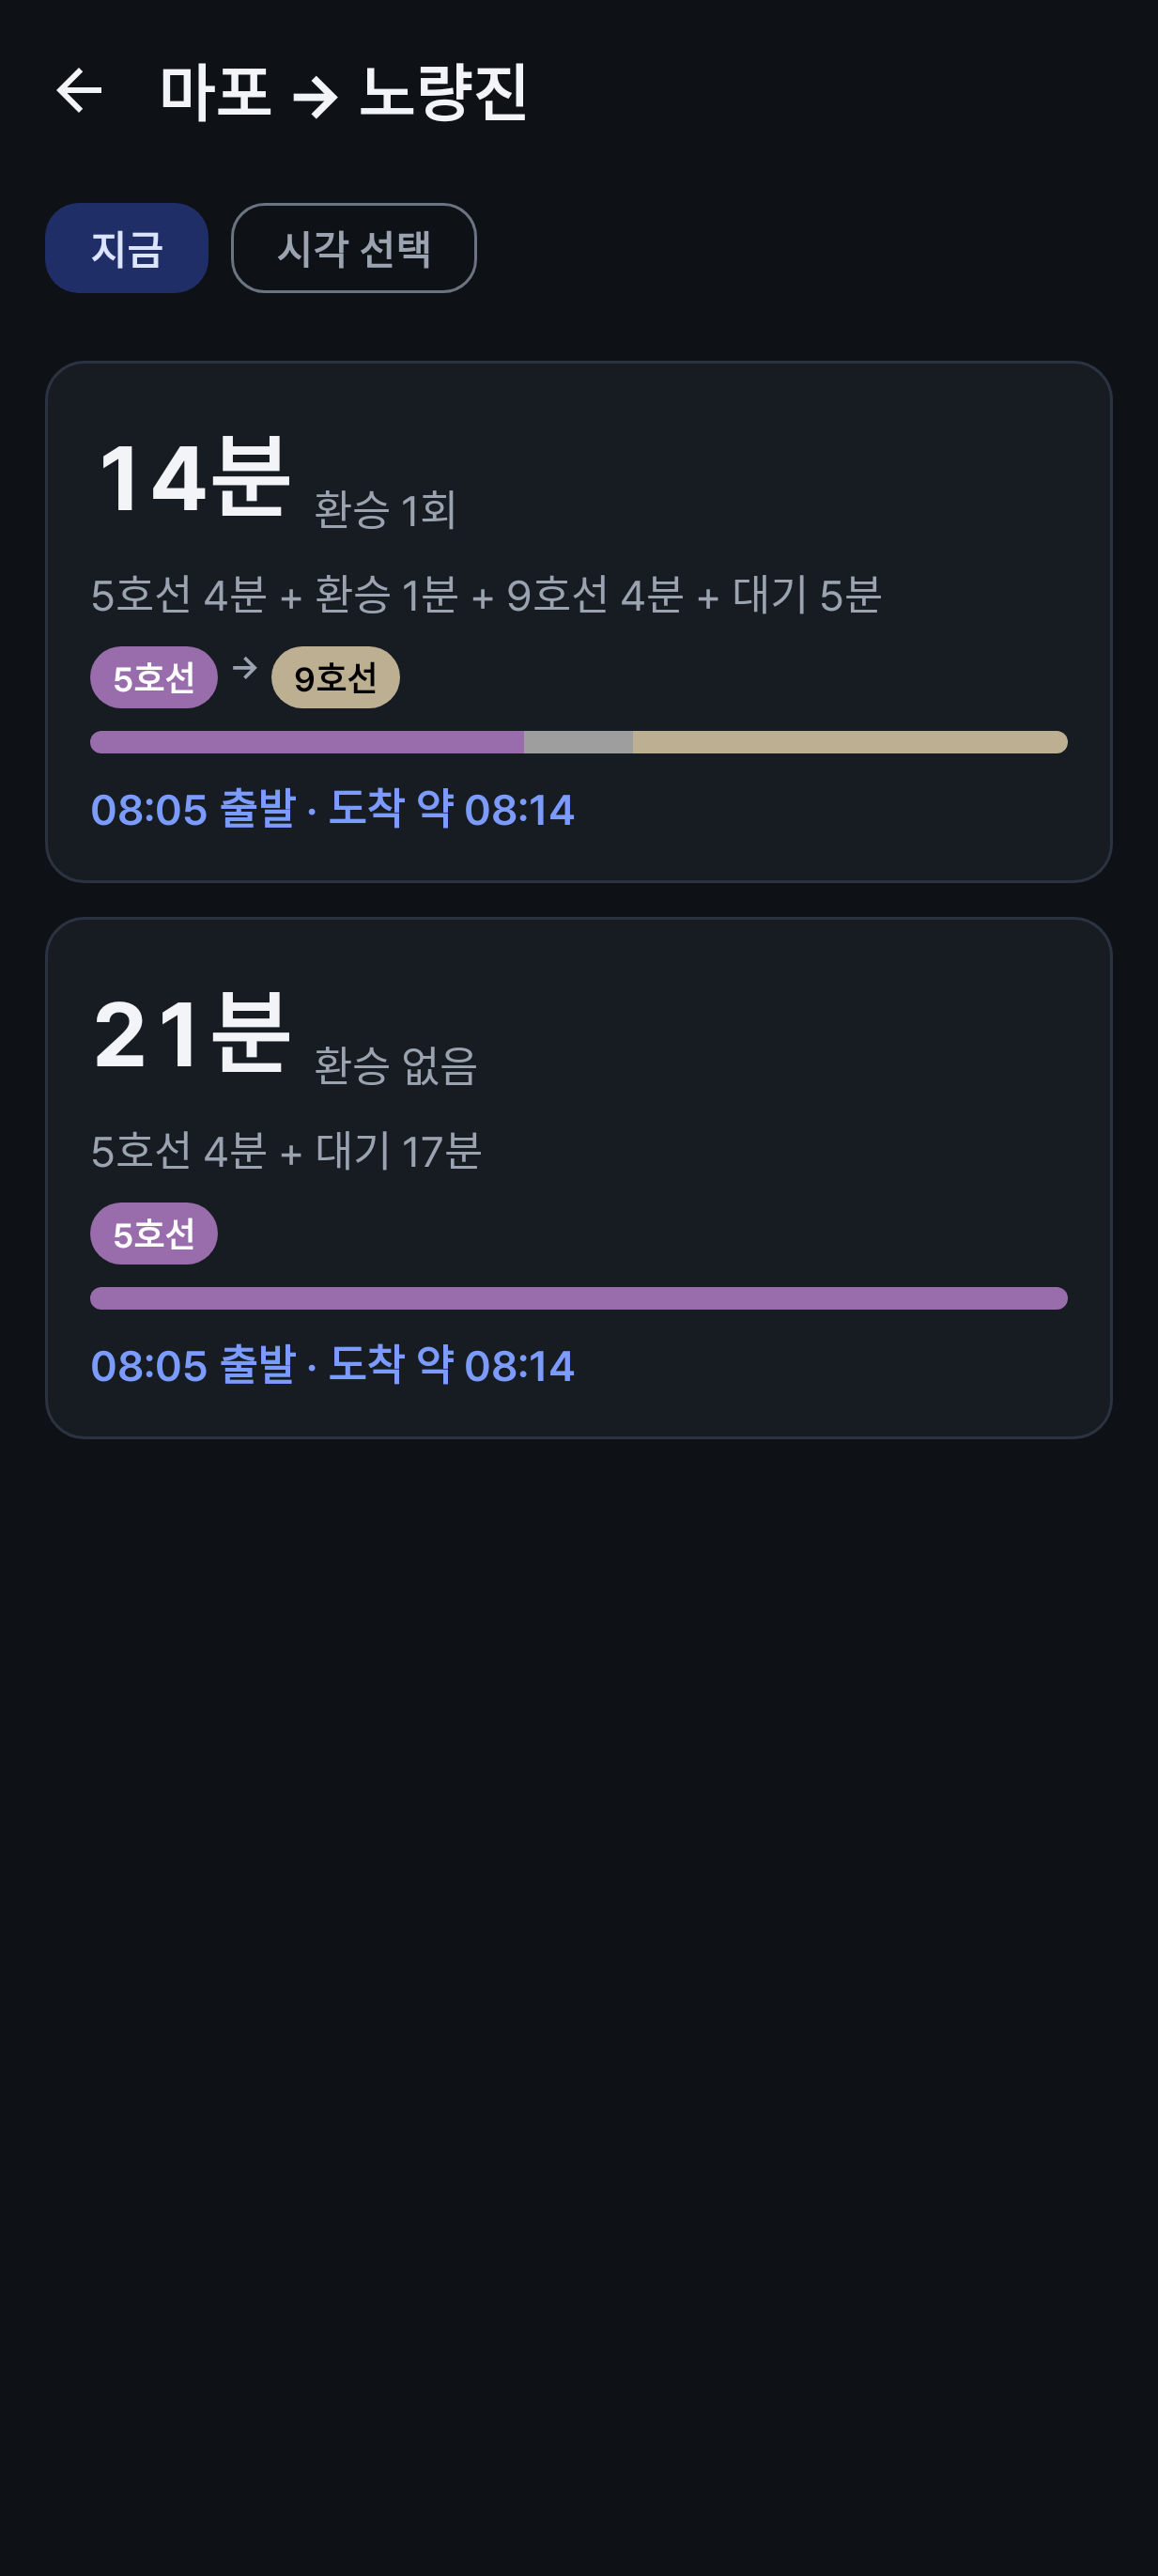 ← 마포 → 노량진
지금 시각 선택
14분 환승 1회
5호선 4분 + 환승 1분 + 9호선 4분 + 대기 5분
5호선 → 9호선
08:05 출발 · 도착 약 08:14
21분 환승 없음
5호선 4분 + 대기 17분
5호선
08:05 출발 · 도착 약 08:14